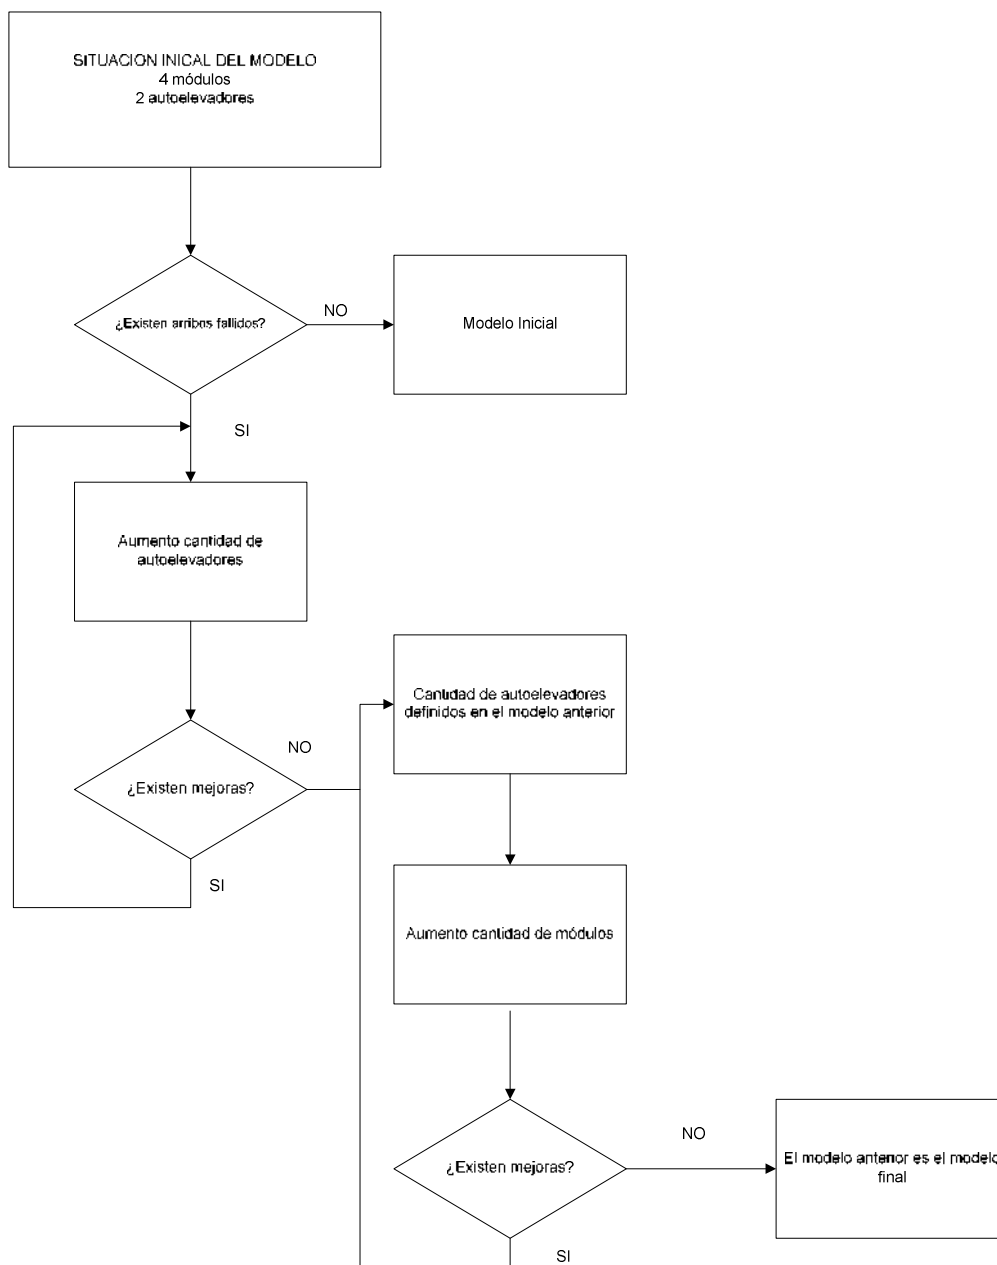 SITUACION INICAL DEL MODELO
4 módulos
2 autoelevadores
¿Existen arribos fallidos?
NO
Modelo Inicial
SI
Aumento cantidad de
autoelevadores
Cantidad de autoelevadores
definidos en el modelo anterior
NO
¿Existen mejoras?
SI
Aumento cantidad de módulos
¿Existen mejoras?
NO
El modelo anterior es el modelo
final
SI